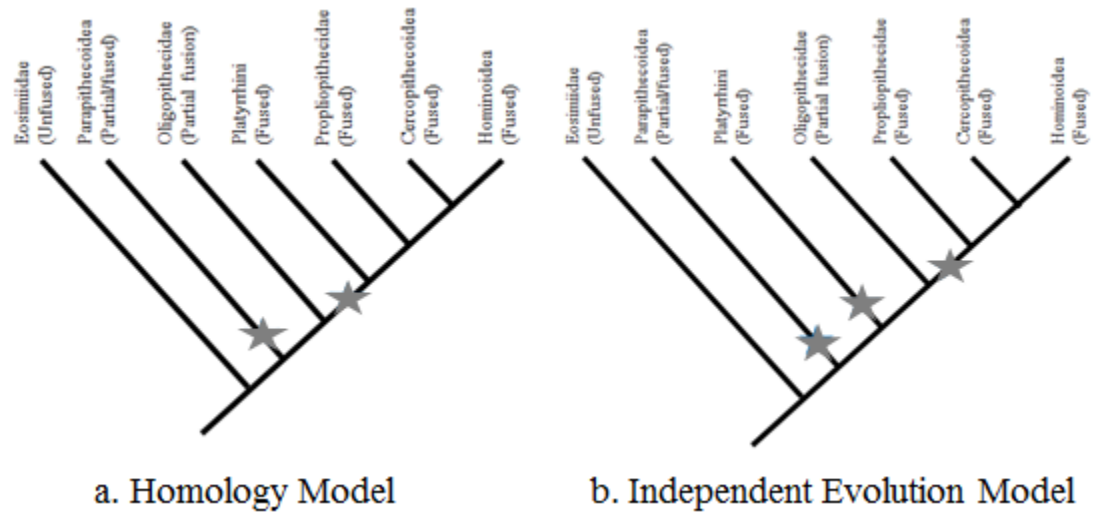 Eosimiidae
(Unfused)
Parapithecoidea
(Partial/fused)
Oligopithecidae
(Partial fusion)
Platyrrhini
(Fused)
Propliopithecidae
(Fused)
Cercopithecoidea
(Fused)
Hominoidea
(Fused)
Eosimiidae
(Unfused)
Parapithecoidea
(Partial/fused)
Platyrrhini
(Fused)
Oligopithecidae
(Partial fusion)
Propliopithecidae
(Fused)
Cercopithecoidea
(Fused)
Hominoidea
(Fused)
a. Homology Model
b. Independent Evolution Model